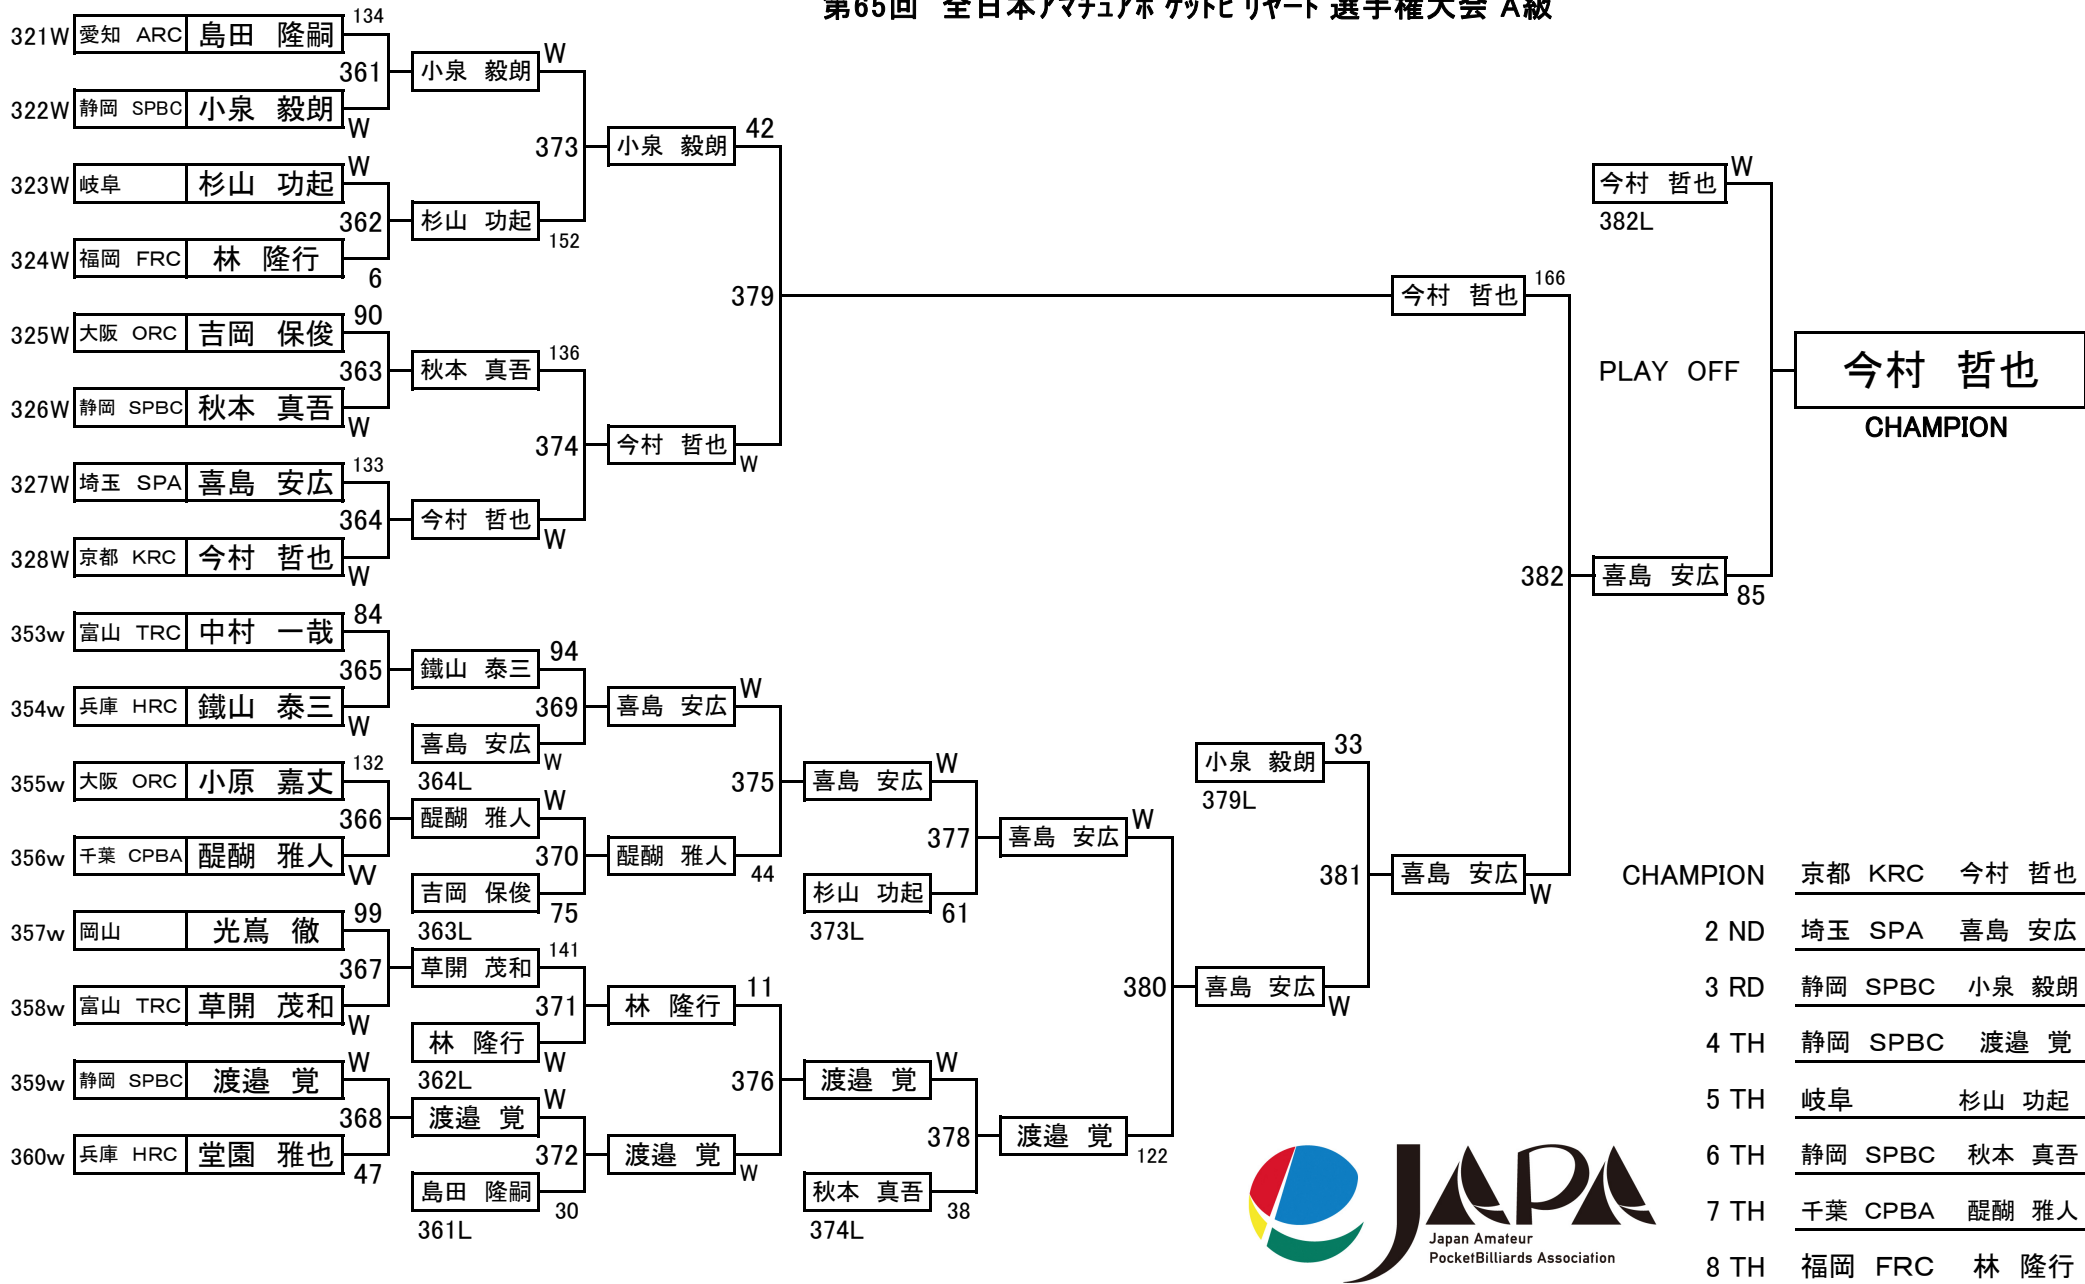 第65回 全日本アマチュアポケットビリヤード 選手権大会 A級
321W 愛知 ARC 島田 隆嗣 134
361
322W 静岡 SPBC 小泉 毅朗 W
323W 岐阜 杉山 功起 W
362
324W 福岡 FRC 林 隆行 6
325W 大阪 ORC 吉岡 保俊 90
363
326W 静岡 SPBC 秋本 真吾 W
327W 埼玉 SPA 喜島 安広 133
364
328W 京都 KRC 今村 哲也 W
353w 富山 TRC 中村 一哉 84
365
354w 兵庫 HRC 鐵山 泰三 W
355w 大阪 ORC 小原 嘉丈 132
366
356w 千葉 CPBA 醍醐 雅人 W
357w 岡山 光嶌 徹 99
367
358w 富山 TRC 草開 茂和 W
359w 静岡 SPBC 渡邉 覚 W
368
360w 兵庫 HRC 堂園 雅也 47
小泉 毅朗 W
373
杉山 功起 152
秋本 真吾 136
374
今村 哲也 W
鐵山 泰三 94
369
喜島 安広 W
364L
醍醐 雅人 W
370
吉岡 保俊 75
363L
草開 茂和 141
371
林 隆行 W
362L
渡邉 覚 W
372
島田 隆嗣 30
361L
小泉 毅朗 42
379
今村 哲也 W
喜島 安広 W
375
醍醐 雅人 44
林 隆行 11
376
渡邉 覚 W
喜島 安広 W
377
杉山 功起 61
373L
渡邉 覚 W
378
秋本 真吾 38
374L
喜島 安広 W
380
渡邉 覚 122
小泉 毅朗 33
379L
381
喜島 安広 W
今村 哲也 166
382
喜島 安広 W
今村 哲也 W
382L
PLAY OFF
喜島 安広 85
今村 哲也
CHAMPION
CHAMPION 京都 KRC 今村 哲也
2 ND 埼玉 SPA 喜島 安広
3 RD 静岡 SPBC 小泉 毅朗
4 TH 静岡 SPBC 渡邉 覚
5 TH 岐阜 杉山 功起
6 TH 静岡 SPBC 秋本 真吾
7 TH 千葉 CPBA 醍醐 雅人
8 TH 福岡 FRC 林 隆行
JAPA
Japan Amateur
PocketBilliards Association